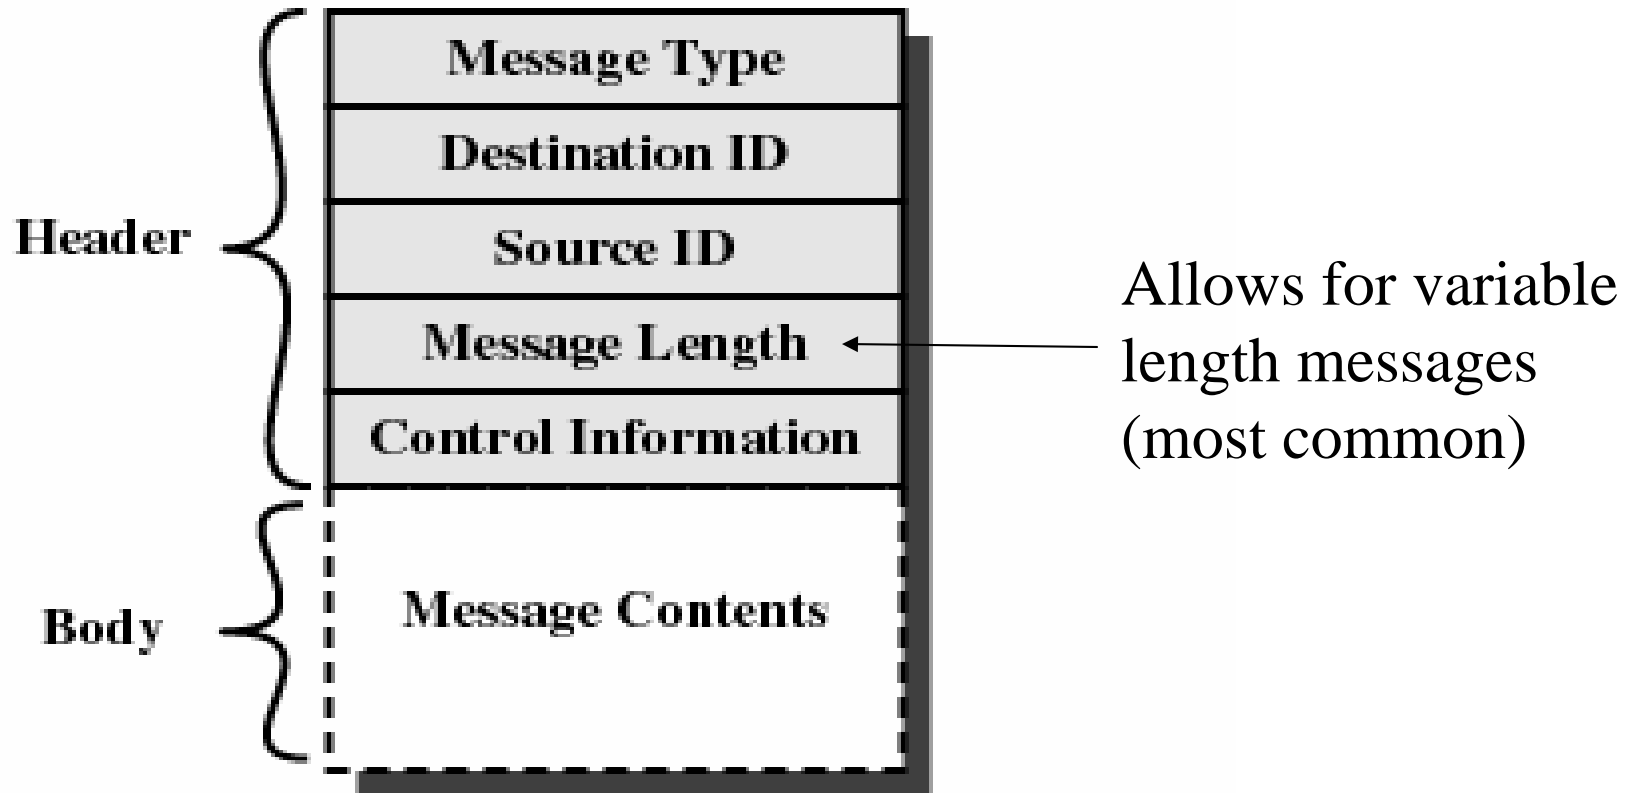 Message Type
Destination ID
Header
Source ID
Message Length
Allows for variable
length messages
(most common)
Control Information
Body
Message Contents